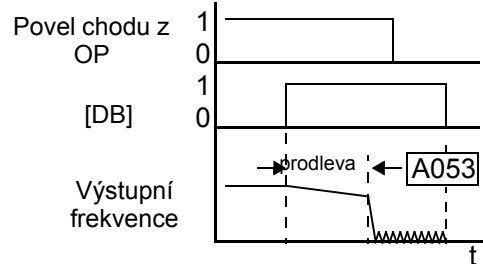 Povel chodu z
OP
1
0
[DB]
1
0
prodleva
A053
Výstupní
frekvence
t